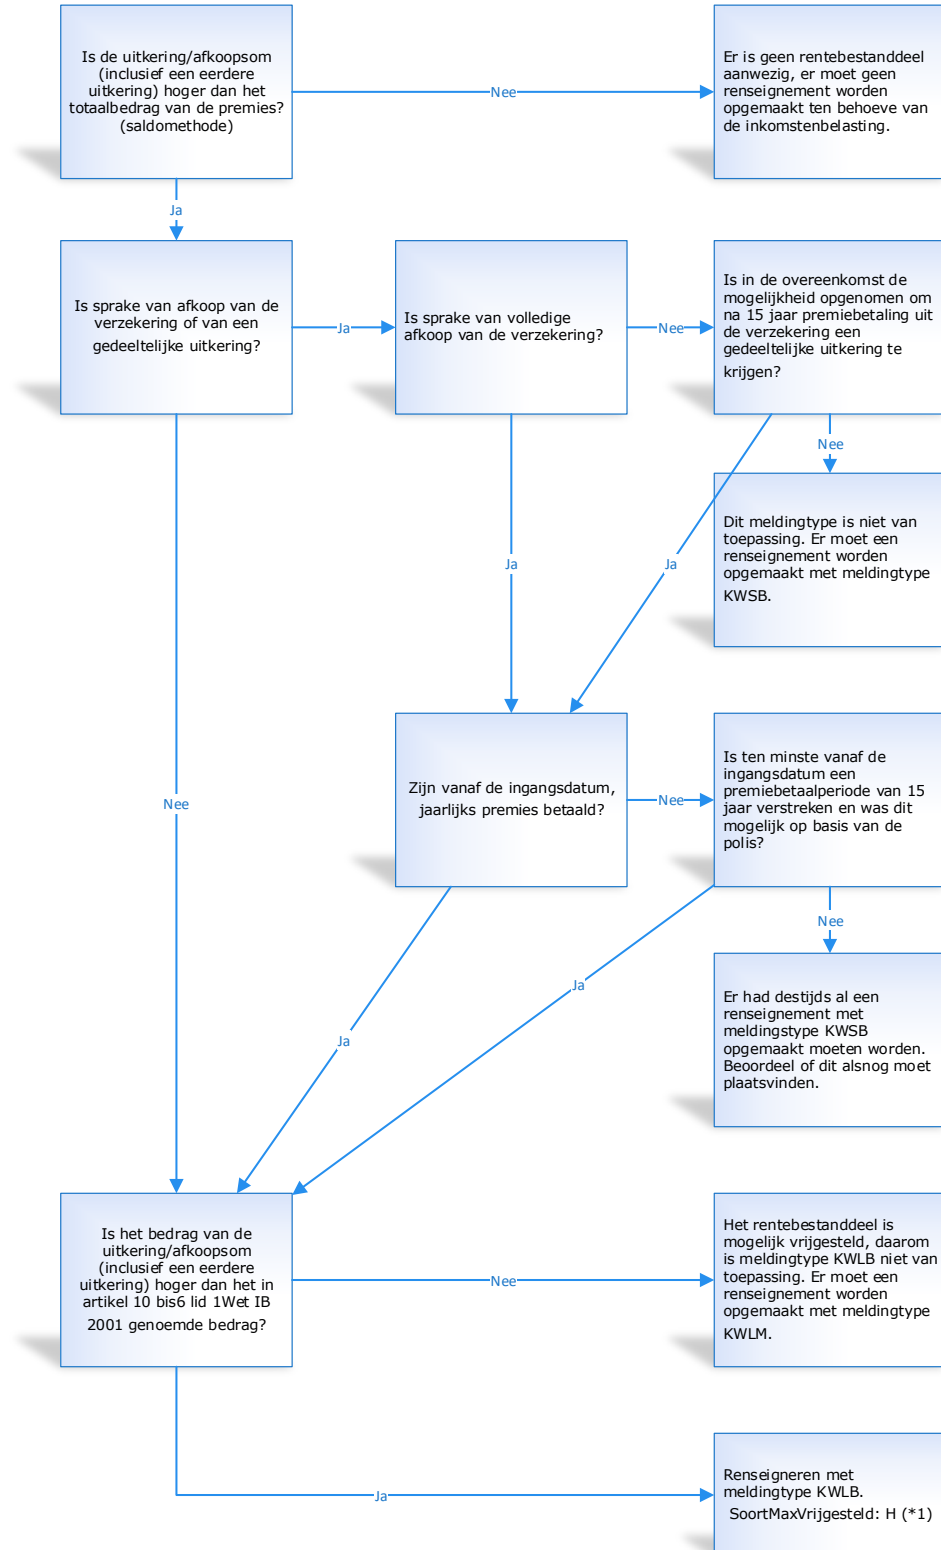 Is de uitkering/afkoopsom
(inclusief een eerdere
uitkering) hoger dan het
totaalbedrag van de premies?
(saldomethode)
Nee
Er is geen rentebestanddeel
aanwezig, er moet geen
renseignement worden
opgemaakt ten behoeve van
de inkomstenbelasting.
Ja
Is sprake van afkoop van de
verzekering of van een
gedeeltelijke uitkering?
Ja
Is sprake van volledige
afkoop van de verzekering?
Nee
Is in de overeenkomst de
mogelijkheid opgenomen om
na 15 jaar premiebetaling uit
de verzekering een
gedeeltelijke uitkering te
krijgen?
Nee
Dit meldingtype is niet van
toepassing. Er moet een
renseignement worden
opgemaakt met meldingtype
KWSB.
Ja
Ja
Zijn vanaf de ingangsdatum,
jaarlijks premies betaald?
Nee
Is ten minste vanaf de
ingangsdatum een
premiebetaalperiode van 15
jaar verstreken en was dit
mogelijk op basis van de
polis?
Nee
Nee
Er had destijds al een
renseignement met
meldingstype KWSB
opgemaakt moeten worden.
Beoordeel of dit alsnog moet
plaatsvinden.
Ja
Ja
Is het bedrag van de
uitkering/afkoopsom
(inclusief een eerdere
uitkering) hoger dan het in
artikel 10 bis6 lid 1Wet IB
2001 genoemde bedrag?
Nee
Het rentebestanddeel is
mogelijk vrijgesteld, daarom
is meldingtype KWLB niet van
toepassing. Er moet een
renseignement worden
opgemaakt met meldingtype
KWLM.
Ja
Renseigneren met
meldingtype KWLB.
SoortMaxVrijgesteld: H (*1)